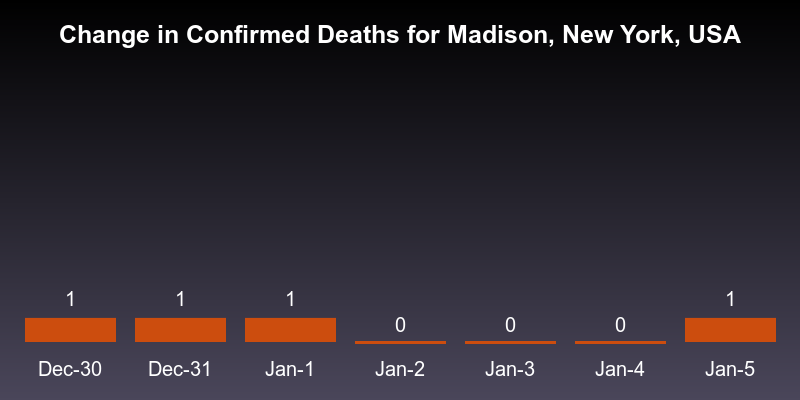 Change in Confirmed Deaths for Madison, New York, USA
1 1 1 0 0 0 1
Dec-30 Dec-31 Jan-1 Jan-2 Jan-3 Jan-4 Jan-5